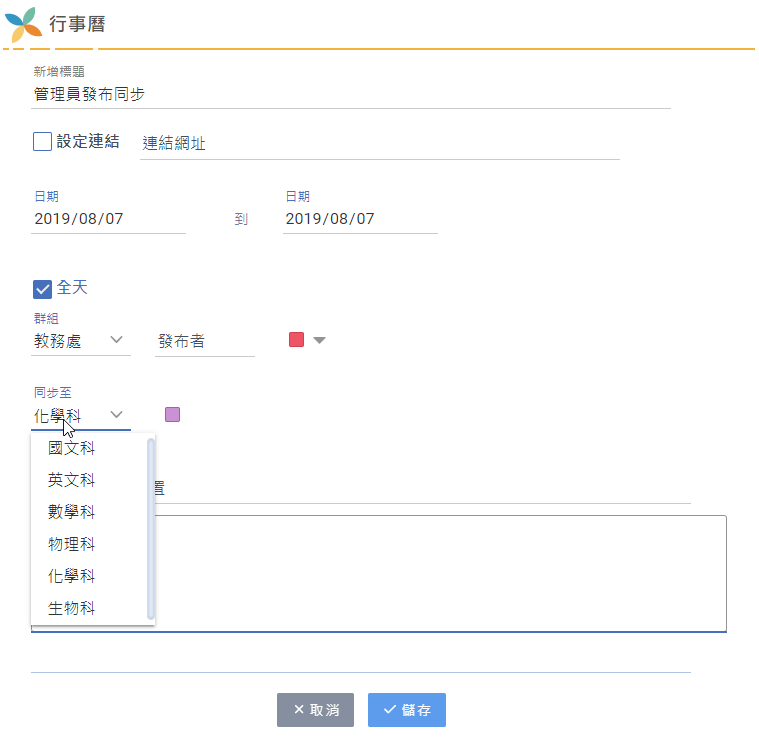 行事曆
新增標題
管理員發布同步
設定連結 連結網址
日期 日期
2019/08/07 到 2019/08/07
全天
群組
教務處 發布者
同步至
化學科
國文科
英文科
置
數學科
物理科
化學科
生物科
取消 儲存